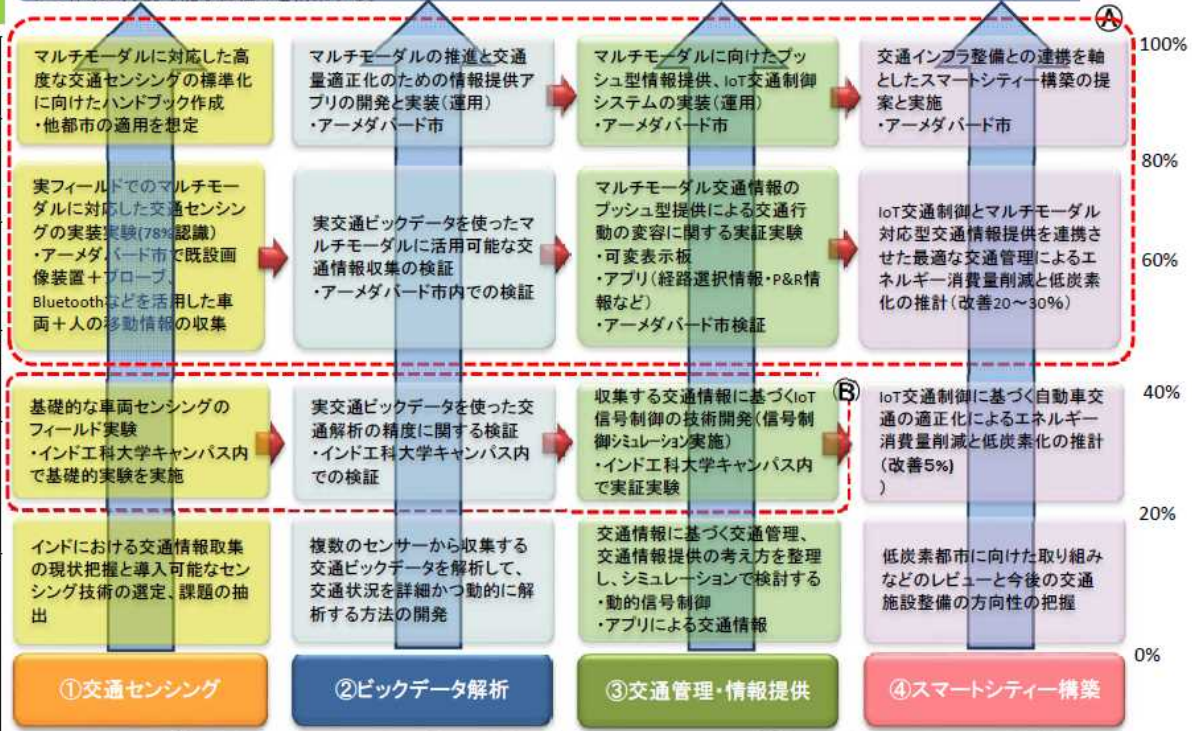 Ⓐ
マルチモーダルに対応した高
度な交通センシングの標準化
に向けたハンドブック作成
・他都市の適用を想定
マルチモーダルの推進と交通
量適正化のための情報提供ア
プリの開発と実装(運用)
・アーメダバード市
マルチモーダルに向けたプッ
シュ型情報提供、IoT交通制御
システムの実装(運用)
・アーメダバード市
交通インフラ整備との連携を軸
としたスマートシティー構築の提
案と実施
・アーメダバード市
100%
80%
実フィールドでのマルチモー
ダルに対応した交通センシン
グの実装実験(78%認識)
・アーメダバード市で既設画
像装置+プローブ、
Bluetoothなどを活用した車
両+人の移動情報の収集
実交通ビックデータを使ったマ
ルチモーダルに活用可能な交
通情報収集の検証
・アーメダバード市内での検証
マルチモーダル交通情報の
プッシュ型提供による交通行
動の変容に関する実証実験
・可変表示板
・アプリ(経路選択情報・P&R情
報など)
・アーメダバード市検証
IoT交通制御とマルチモーダル
対応型交通情報提供を連携さ
せた最適な交通管理によるエ
ネルギー消費量削減と低炭素
化の推計(改善20～30%)
60%
Ⓑ
40%
基礎的な車両センシングの
フィールド実験
・インド工科大学キャンパス内
で基礎的実験を実施
実交通ビックデータを使った交
通解析の精度に関する検証
・インド工科大学キャンパス内
での検証
収集する交通情報に基づくIoT
信号制御の技術開発(信号制
御シミュレーション実施)
・インド工科大学キャンパス内
で実証実験
IoT交通制御に基づく自動車交
通の適正化によるエネルギー
消費量削減と低炭素化の推計
(改善5%)
)
20%
インドにおける交通情報取集
の現状把握と導入可能なセン
シング技術の選定、課題の抽
出
複数のセンサーから収集する
交通ビックデータを解析して、
交通状況を詳細かつ動的に解
析する方法の開発
交通情報に基づく交通管理、
交通情報提供の考え方を整理
し、シミュレーションで検討する
・動的信号制御
・アプリによる交通情報
低炭素都市に向けた取り組み
などのレビューと今後の交通
施設整備の方向性の把握
0%
①交通センシング
②ビックデータ解析
③交通管理・情報提供
④スマートシティー構築